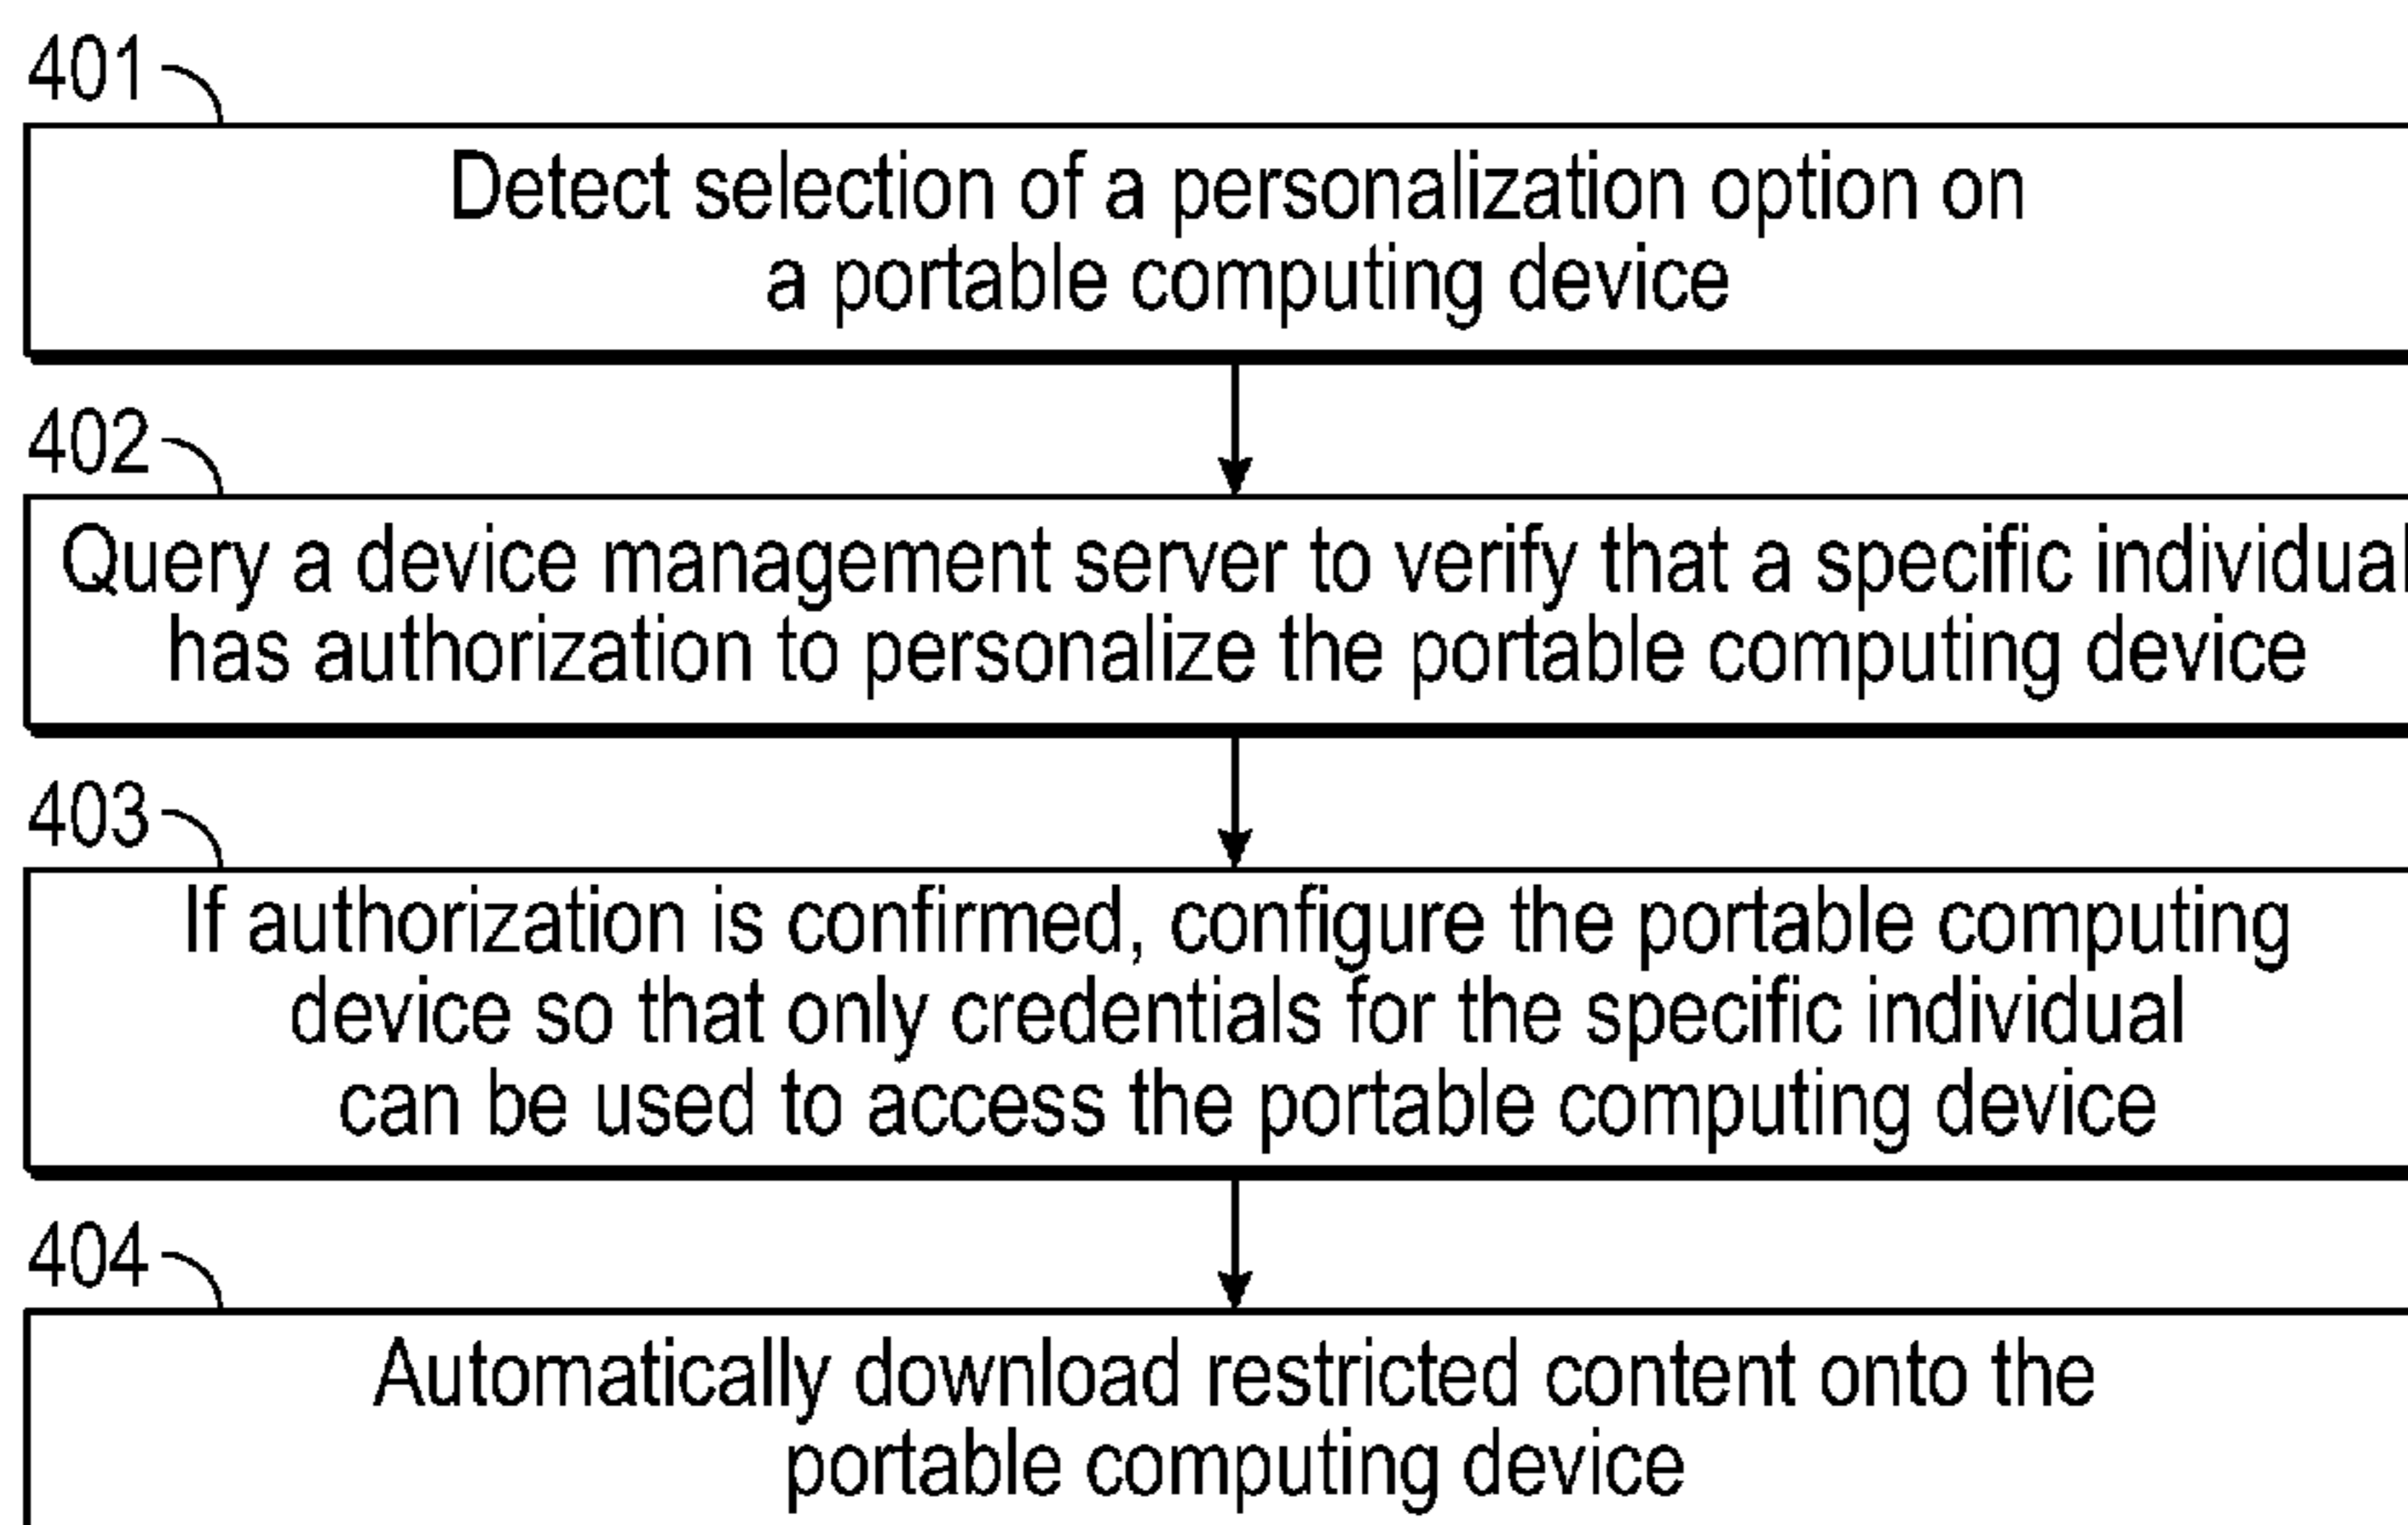 401
Detect selection of a personalization option on
a portable computing device
402
Query a device management server to verify that a specific individual
has authorization to personalize the portable computing device
403
If authorization is confirmed, configure the portable computing
device so that only credentials for the specific individual
can be used to access the portable computing device
404
Automatically download restricted content onto the
portable computing device